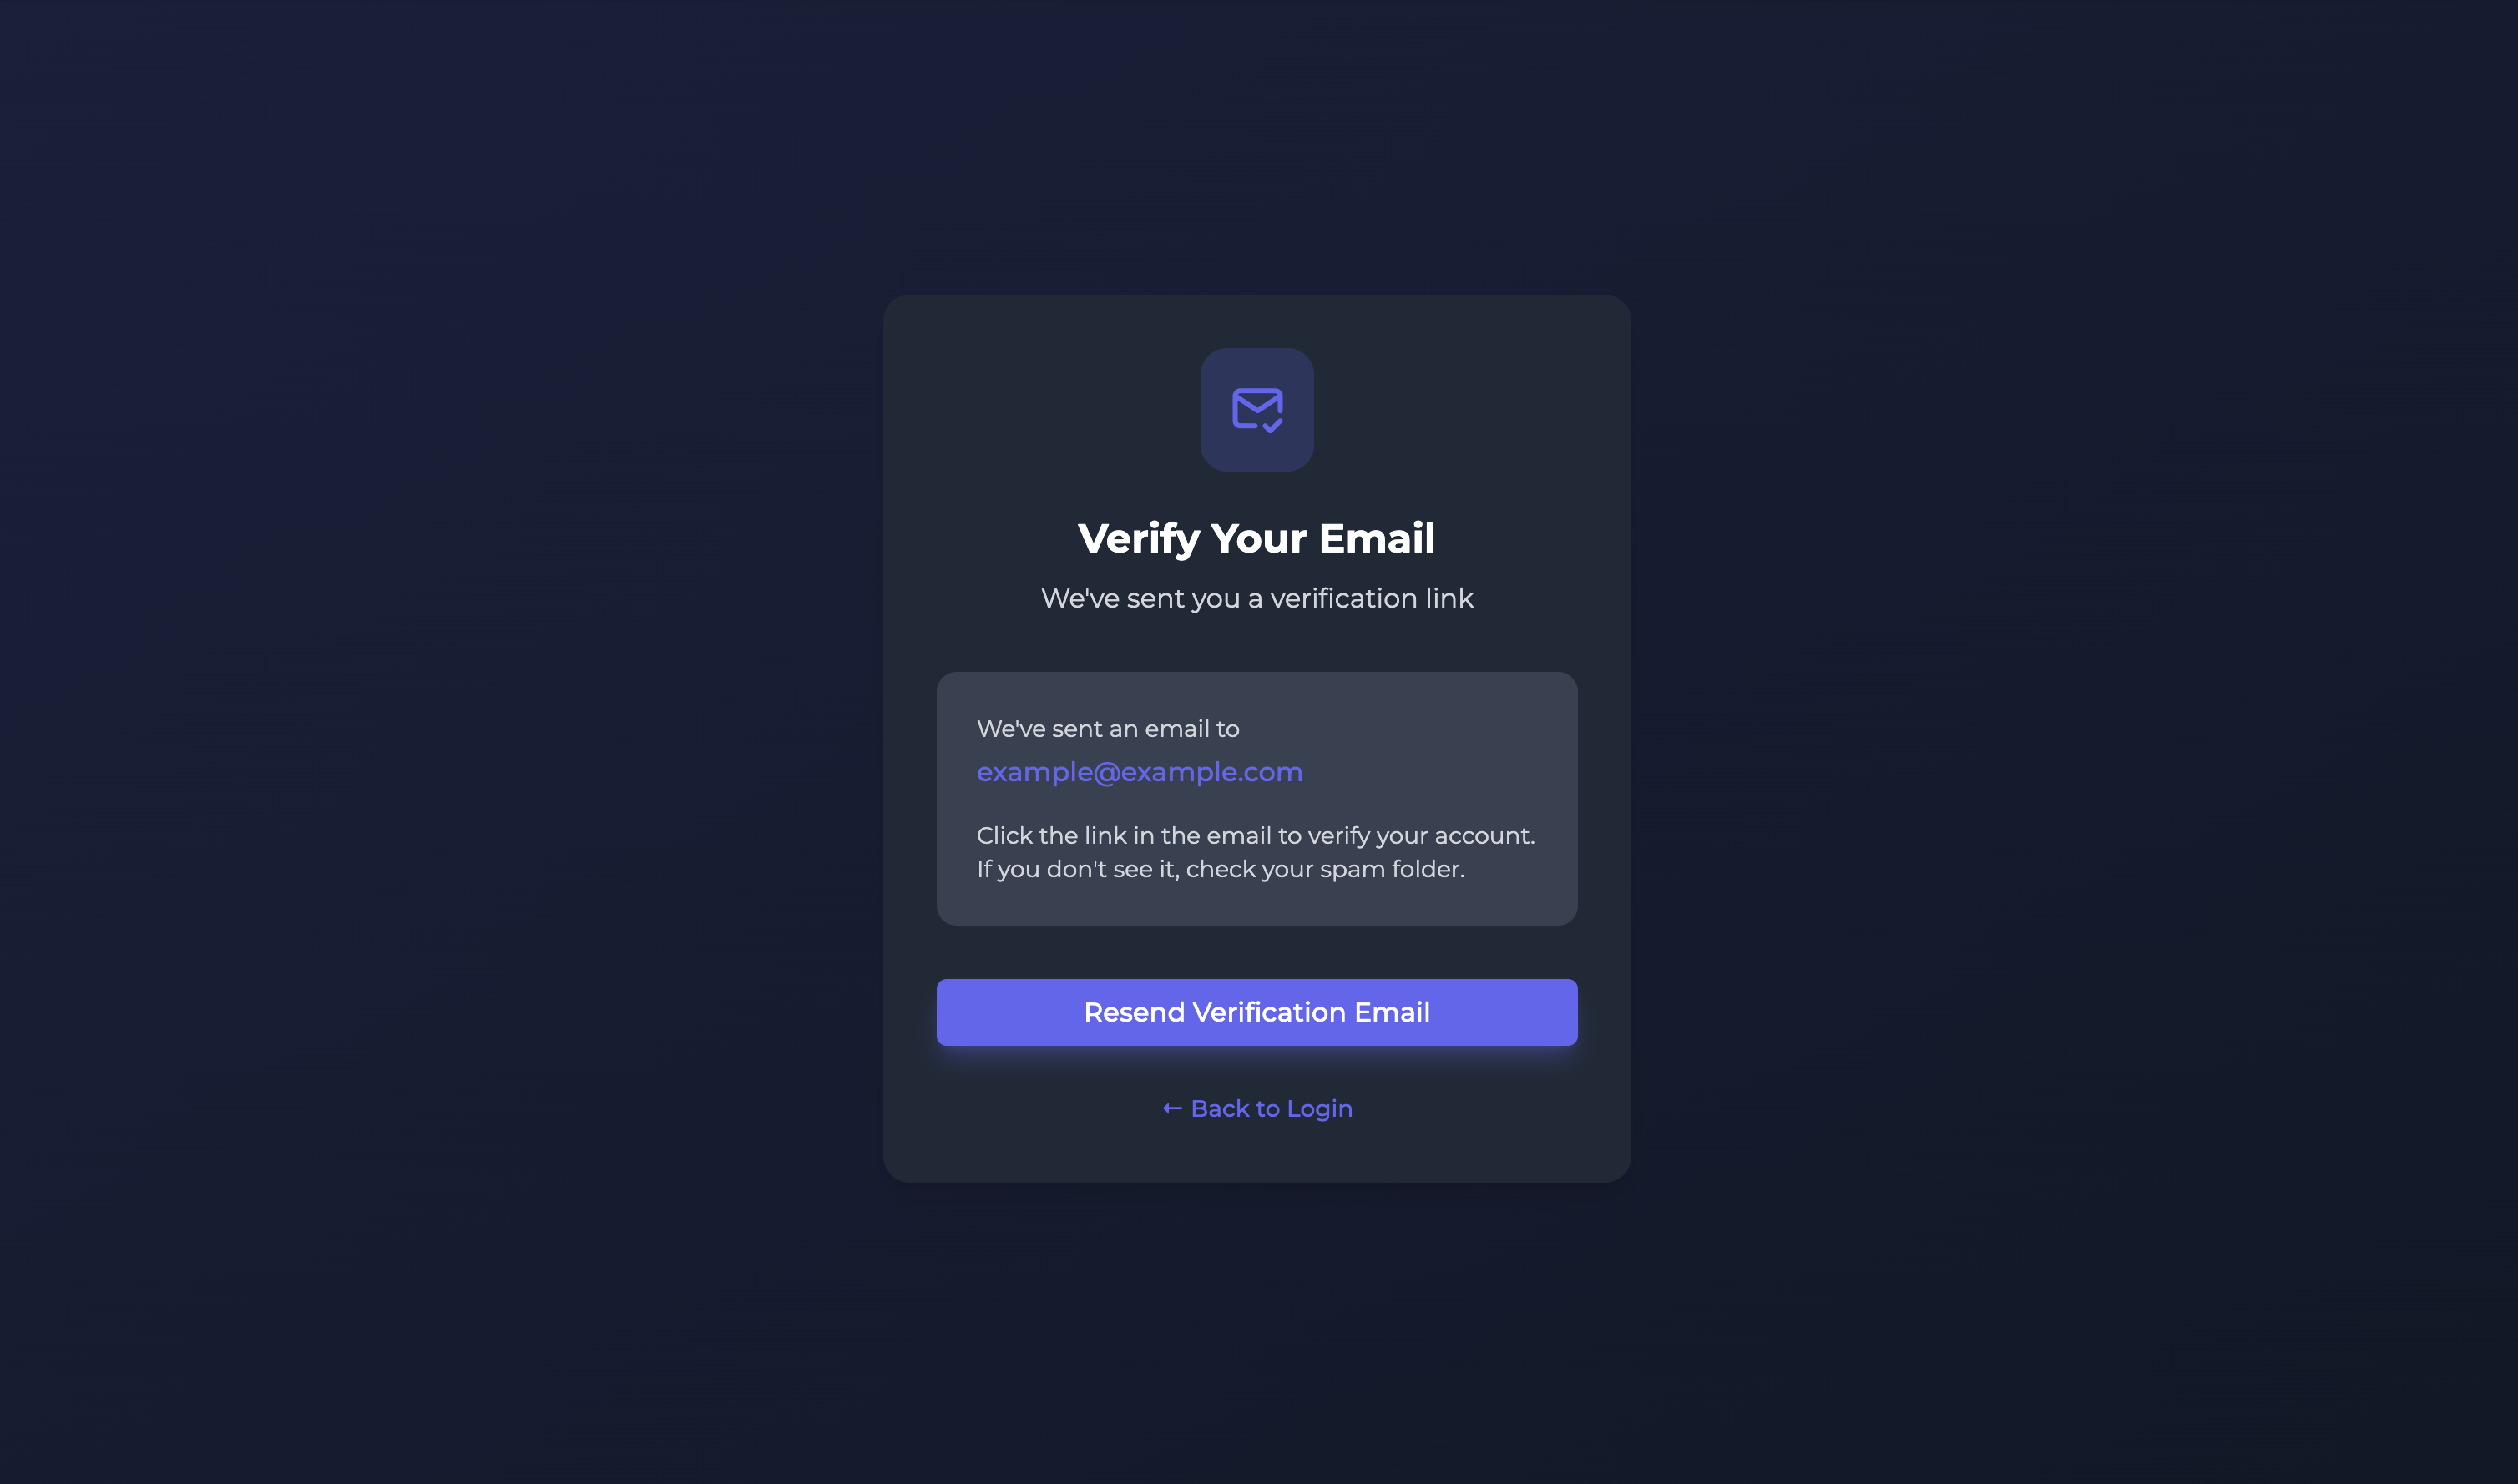 Verify Your Email
We've sent you a verification link
We've sent an email to
example@example.com
Click the link in the email to verify your account.
If you don't see it, check your spam folder.
Resend Verification Email
← Back to Login